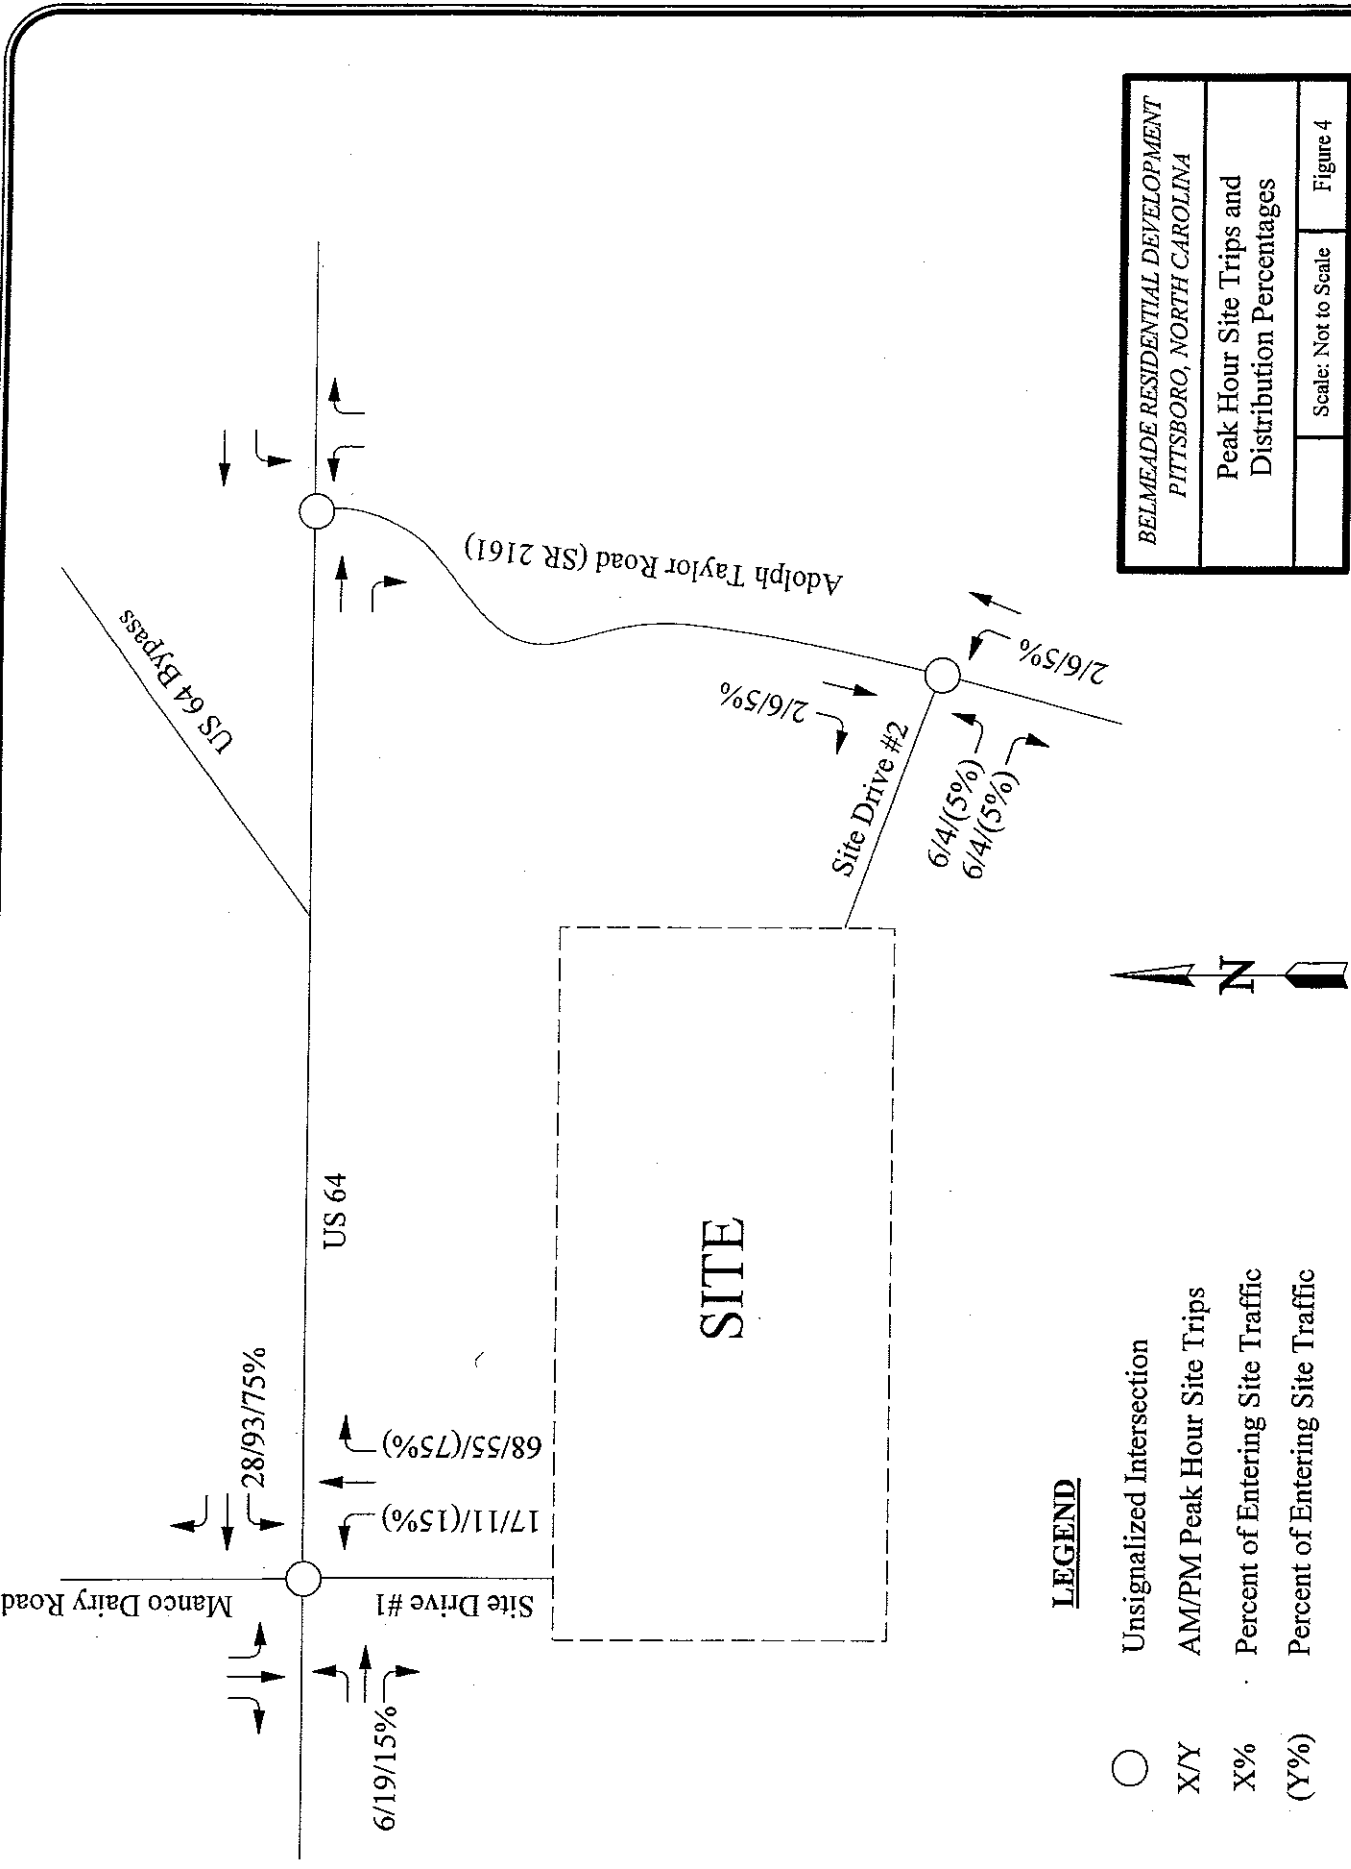 US 64 Bypass
Manco Dairy Road
28/93/75%
US 64
6/19/15%
Site Drive #1
17/11/(15%)
68/55/(75%)
Adolph Taylor Road (SR 2161)
SITE
2/6/5%
Site Drive #2
6/4/(5%)
6/4/(5%)
2/6/5%
LEGEND
Unsignalized Intersection
X/Y AM/PM Peak Hour Site Trips
X% Percent of Entering Site Traffic
(Y%) Percent of Entering Site Traffic
N
BELMEADE RESIDENTIAL DEVELOPMENT
PITTSBORO, NORTH CAROLINA
Peak Hour Site Trips and
Distribution Percentages
Scale: Not to Scale Figure 4